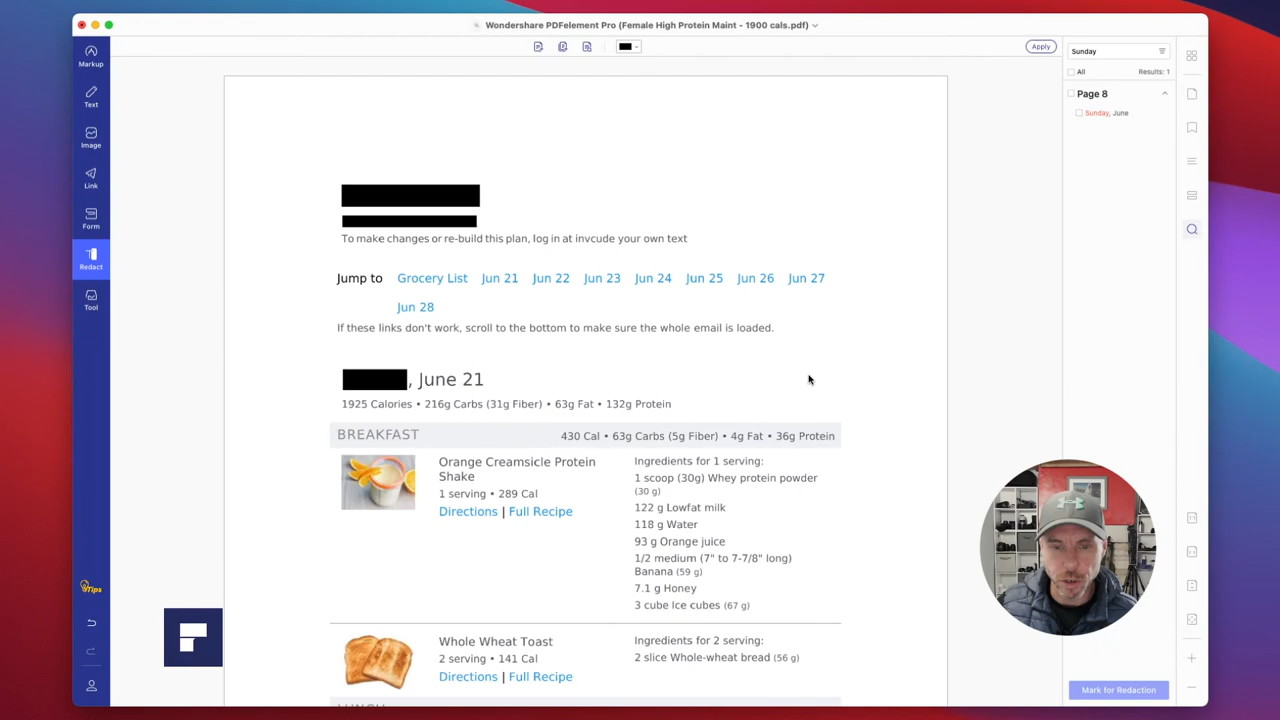 Wondershare PDFelement Pro (Female High Protein Maint - 1900 cals.pdf)
Markup
Text
Image
Link
Form
Redact
Tool
Tips
Apply
Sunday
All
Results: 1
Page 8
Sunday, June
Mark for Redaction
To make changes or re-build this plan, log in at invcude your own text
Jump to Grocery List Jun 21 Jun 22 Jun 23 Jun 24 Jun 25 Jun 26 Jun 27
Jun 28
If these links don't work, scroll to the bottom to make sure the whole email is loaded.
, June 21
1925 Calories • 216g Carbs (31g Fiber) • 63g Fat • 132g Protein
BREAKFAST
430 Cal • 63g Carbs (5g Fiber) • 4g Fat • 36g Protein
Orange Creamsicle Protein
Shake
1 serving • 289 Cal
Directions | Full Recipe
Ingredients for 1 serving:
1 scoop (30g) Whey protein powder
(30 g)
122 g Lowfat milk
118 g Water
93 g Orange juice
1/2 medium (7" to 7-7/8" long)
Banana (59 g)
7.1 g Honey
3 cube Ice cubes (67 g)
Whole Wheat Toast
2 serving • 141 Cal
Directions | Full Recipe
Ingredients for 2 serving:
2 slice Whole-wheat bread (56 g)